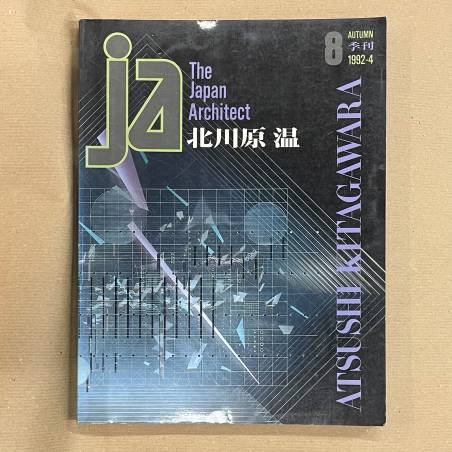 ja
The
Japan
Architect
北川原 温
8
AUTUMN
季刊
1992-4
ATSUSHI KITAGAWARA